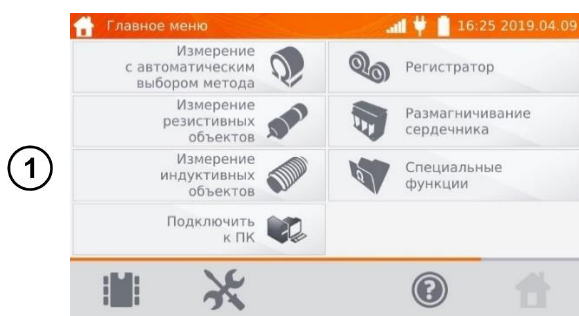 Главное меню
16:25 2019.04.09
Измерение
с автоматическим
выбором метода
Регистратор
Измерение
резистивных
объектов
Размагничивание
сердечника
1
Измерение
индуктивных
объектов
Специальные
функции
Подключить
к ПК
?